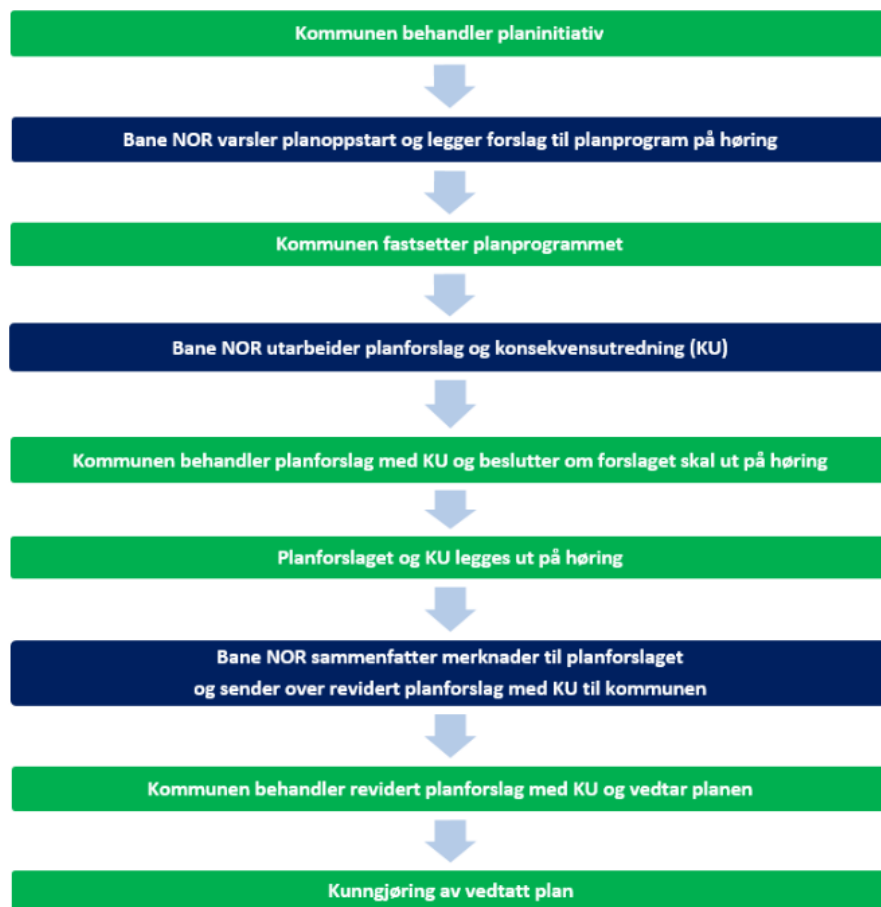 Kommunen behandler planinitiativ
Bane NOR varsler planoppstart og legger forslag til planprogram på høring
Kommunen fastsetter planprogrammet
Bane NOR utarbeider planforslag og konsekvensutredning (KU)
Kommunen behandler planforslag med KU og beslutter om forslaget skal ut på høring
Planforslaget og KU legges ut på høring
Bane NOR sammenfatter merknader til planforslaget
og sender over revidert planforslag med KU til kommunen
Kommunen behandler revidert planforslag med KU og vedtar planen
Kunngjøring av vedtatt plan